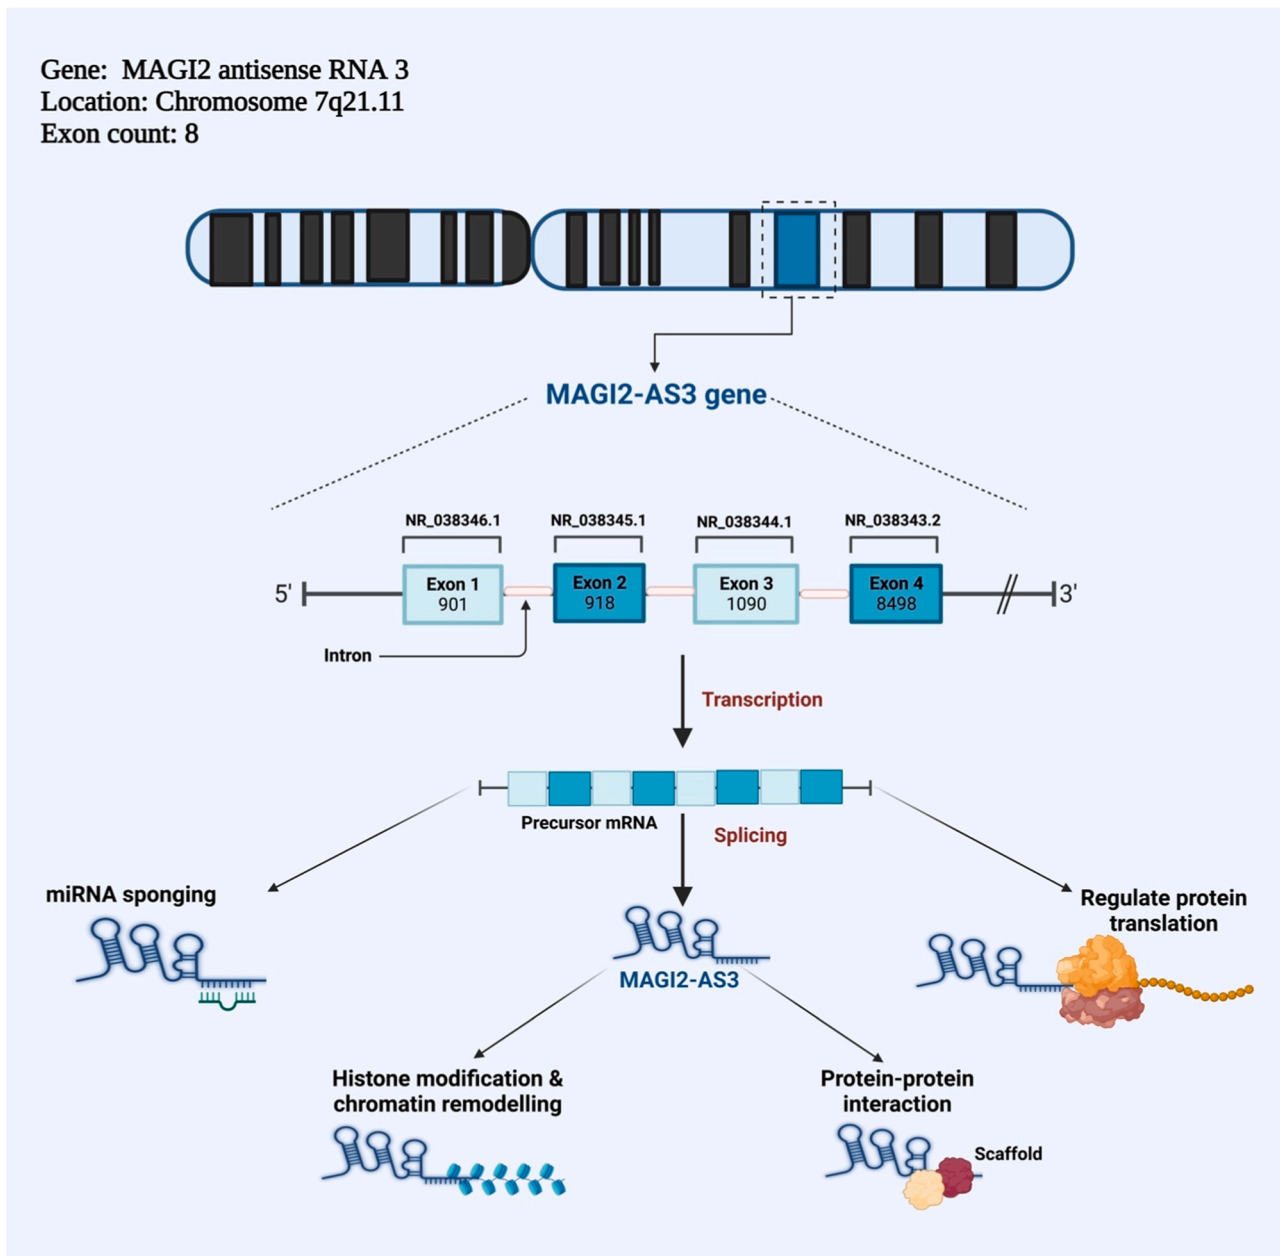 Gene: MAGI2 antisense RNA 3
Location: Chromosome 7q21.11
Exon count: 8
MAGI2-AS3 gene
NR_038346.1
NR_038345.1
NR_038344.1
NR_038343.2
5'
Exon 1
901
Exon 2
918
Exon 3
1090
Exon 4
8498
3'
Intron
Transcription
Precursor mRNA
Splicing
miRNA sponging
Regulate protein
translation
MAGI2-AS3
Histone modification &
chromatin remodelling
Protein-protein
interaction
Scaffold